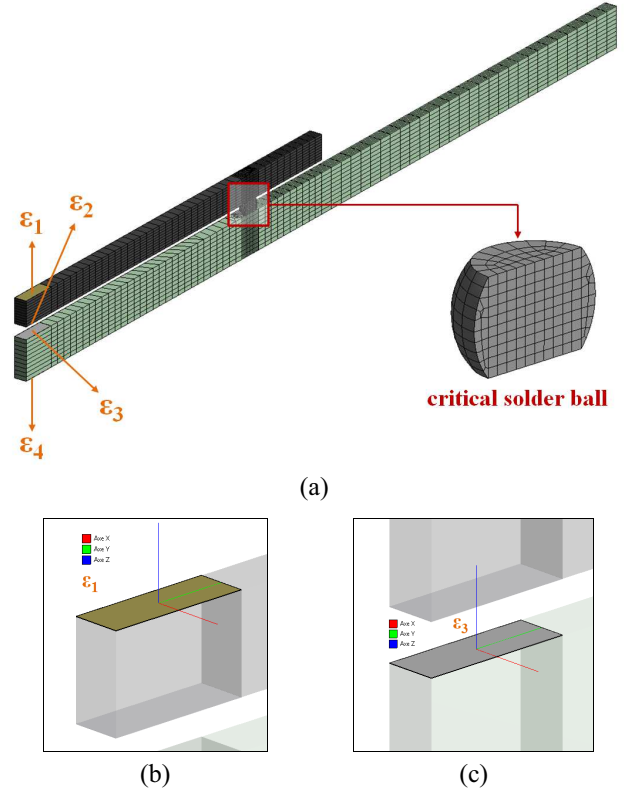 ε1
ε2
ε3
ε4
critical solder ball
(a)
Axe X
Axe Y
Axe Z
ε1
(b)
Axe X
Axe Y
Axe Z
ε3
(c)